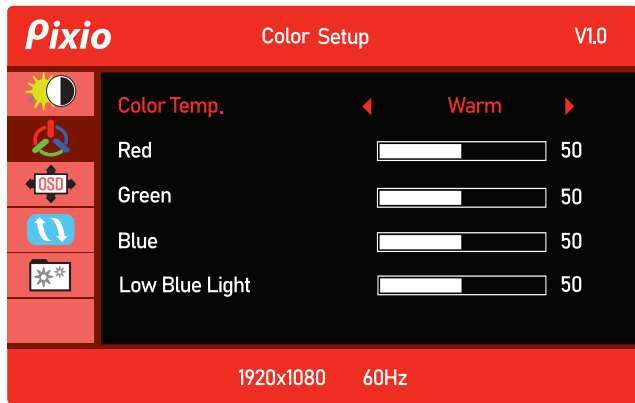 Pixio Color Setup V1.0
Color Temp. Warm
Red 50
OSD
Green 50
Blue 50
Low Blue Light 50
1920x1080 60Hz